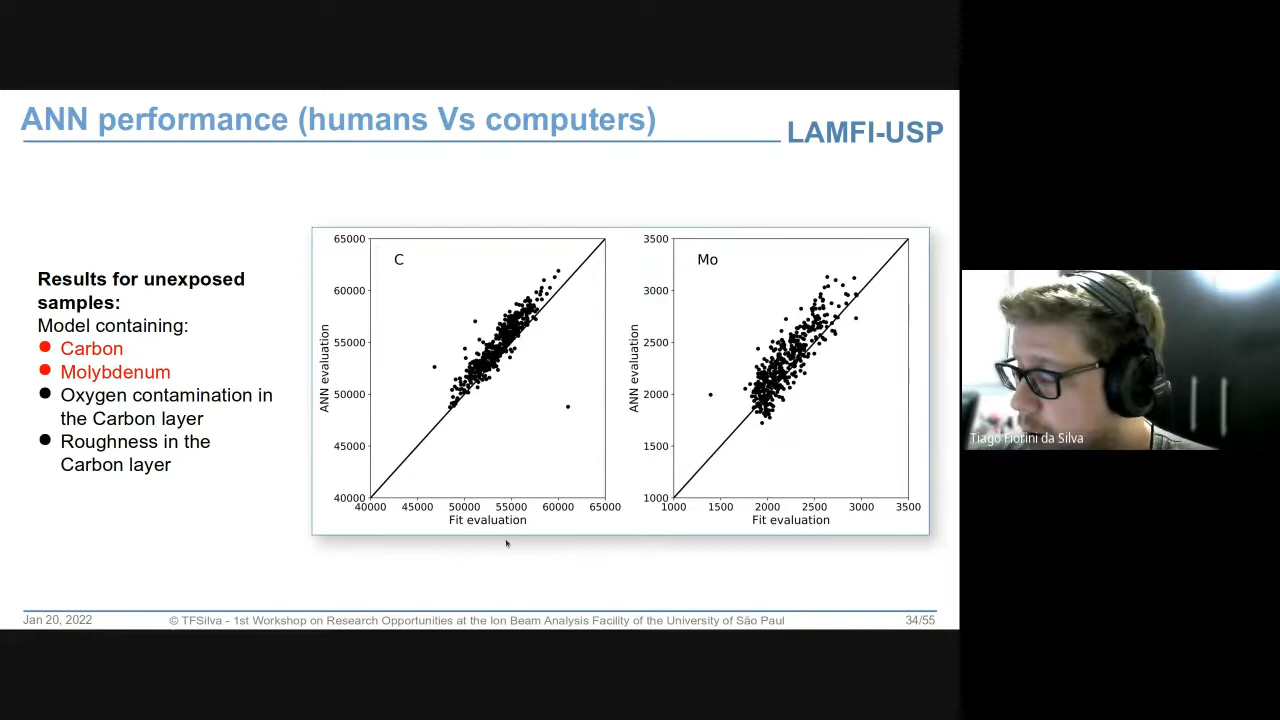 ANN performance (humans Vs computers)
LAMFI-USP
Results for unexposed
samples:
Model containing:
Carbon
Molybdenum
Oxygen contamination in
the Carbon layer
Roughness in the
Carbon layer
C
65000
60000
55000
50000
45000
40000
ANN evaluation
40000 45000 50000 55000 60000 65000
Fit evaluation
Mo
3500
3000
2500
2000
1500
1000
ANN evaluation
1000 1500 2000 2500 3000 3500
Fit evaluation
Tiago Fiorini da Silva
Jan 20, 2022
© TFSilva - 1st Workshop on Research Opportunities at the Ion Beam Analysis Facility of the University of São Paul
34/55